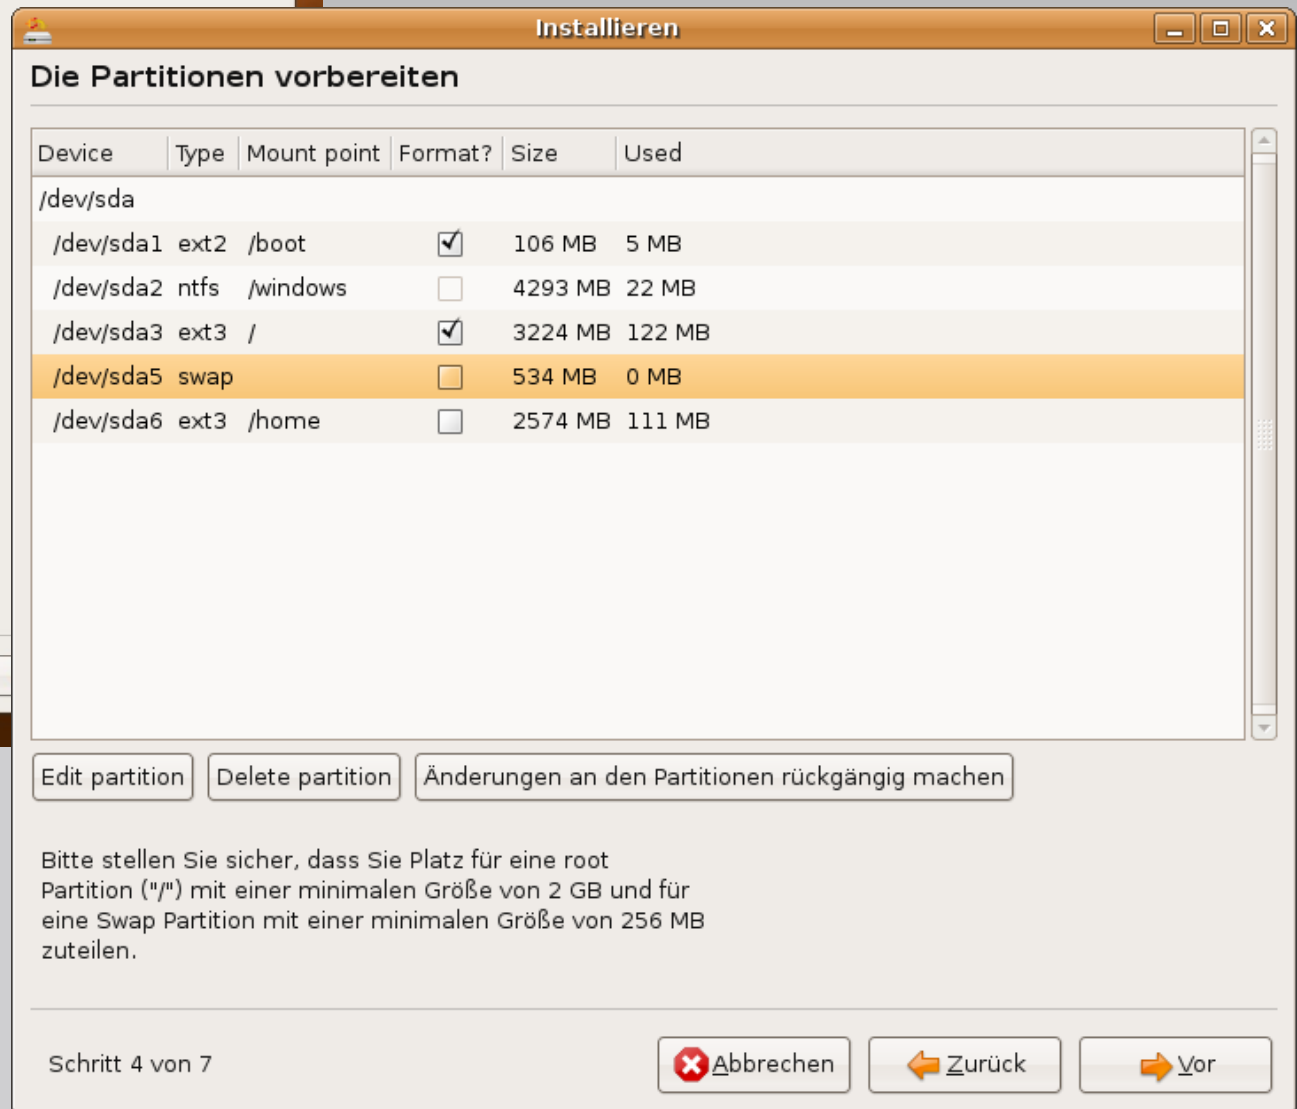 Installieren
Die Partitionen vorbereiten
Device Type Mount point Format? Size Used
/dev/sda
/dev/sda1 ext2 /boot 106 MB 5 MB
/dev/sda2 ntfs /windows 4293 MB 22 MB
/dev/sda3 ext3 / 3224 MB 122 MB
/dev/sda5 swap 534 MB 0 MB
/dev/sda6 ext3 /home 2574 MB 111 MB
Edit partition Delete partition Änderungen an den Partitionen rückgängig machen
Bitte stellen Sie sicher, dass Sie Platz für eine root
Partition ("/") mit einer minimalen Größe von 2 GB und für
eine Swap Partition mit einer minimalen Größe von 256 MB
zuteilen.
Schritt 4 von 7 Abbrechen Zurück Vor